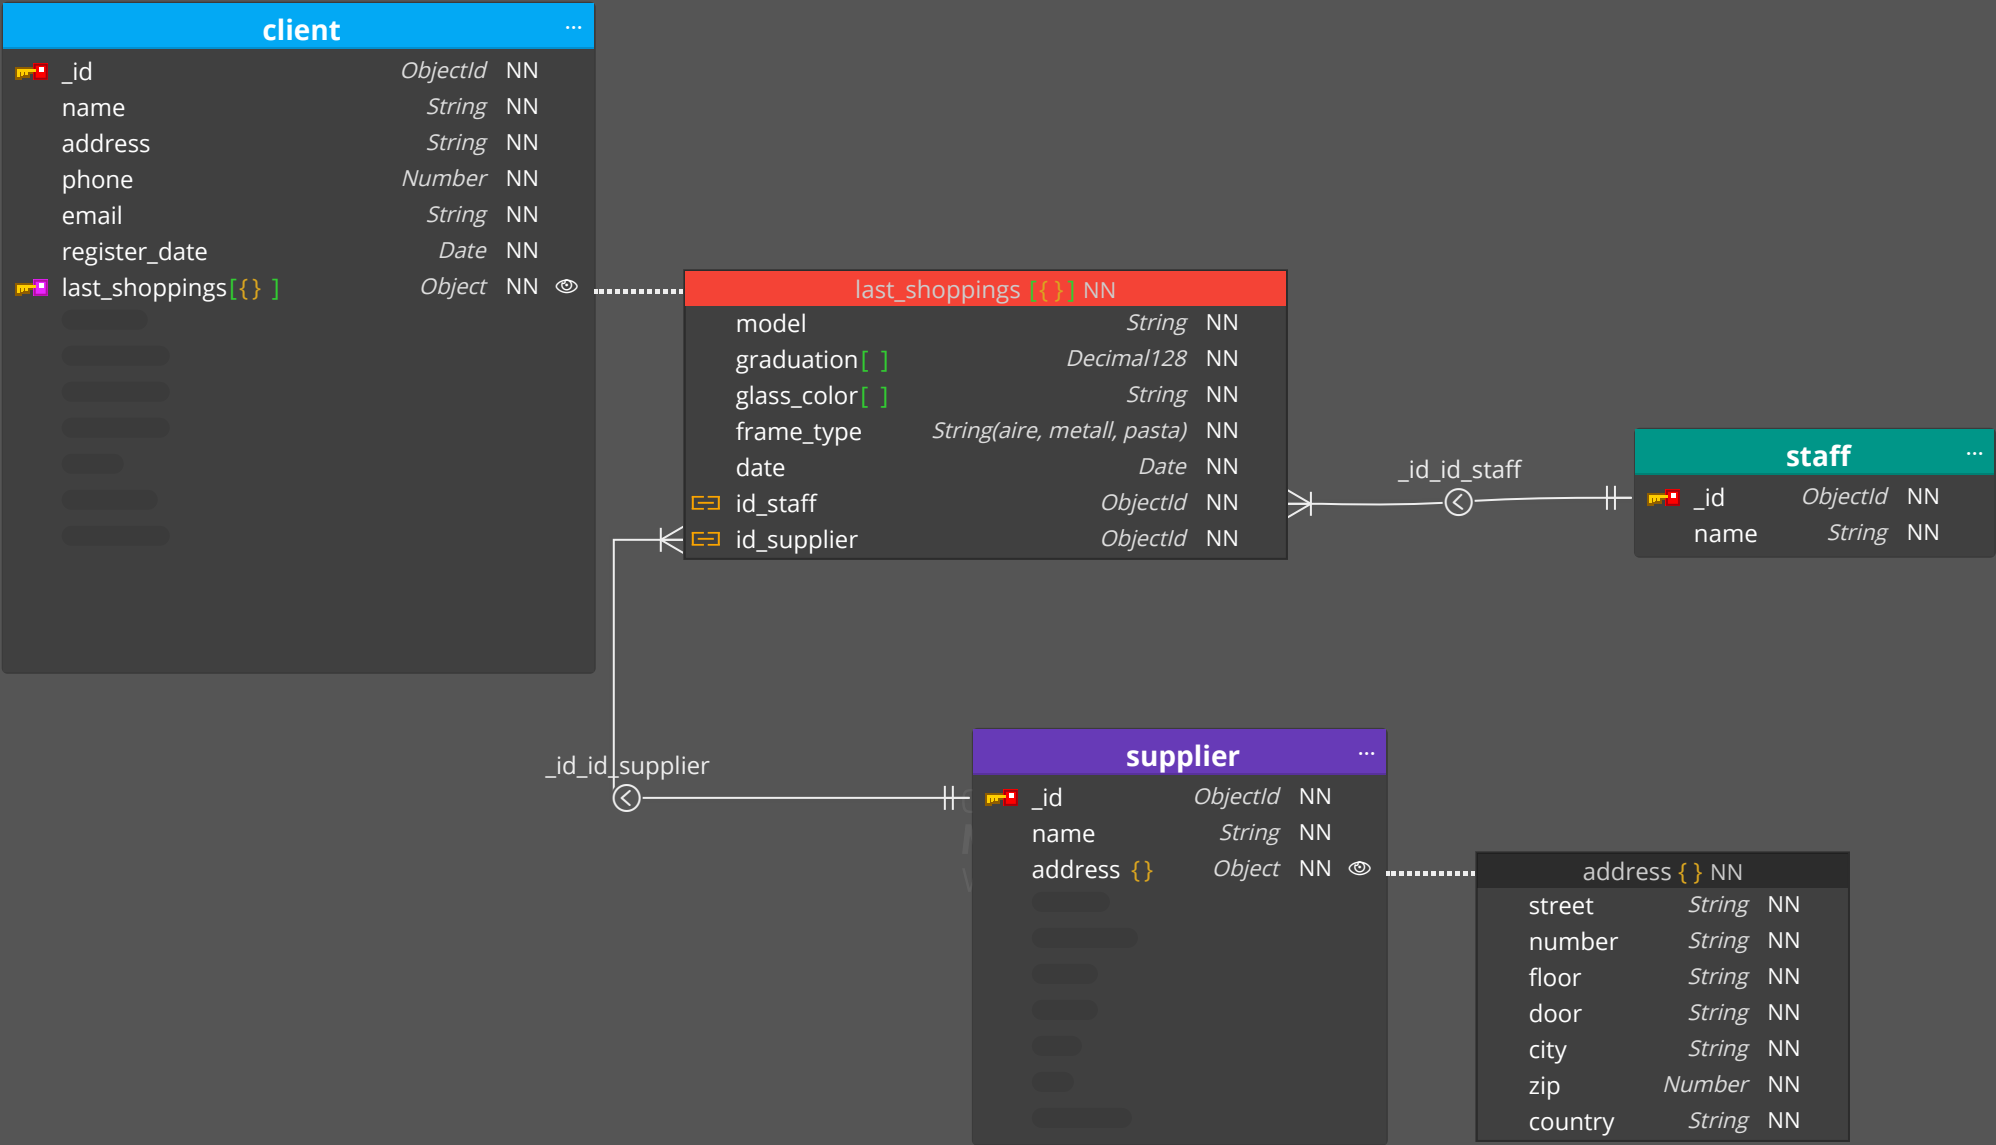 client ...
_id ObjectId NN
name String NN
address String NN
phone Number NN
email String NN
register_date Date NN
last_shoppings[{} ] Object NN
last_shoppings [{}] NN
model String NN
graduation[ ] Decimal128 NN
glass_color[ ] String NN
frame_type String(aire, metall, pasta) NN
date Date NN
id_staff ObjectId NN
id_supplier ObjectId NN
_id_id_staff
staff ...
_id ObjectId NN
name String NN
_id_id_supplier
supplier ...
_id ObjectId NN
name String NN
address {} Object NN
address {} NN
street String NN
number String NN
floor String NN
door String NN
city String NN
zip Number NN
country String NN